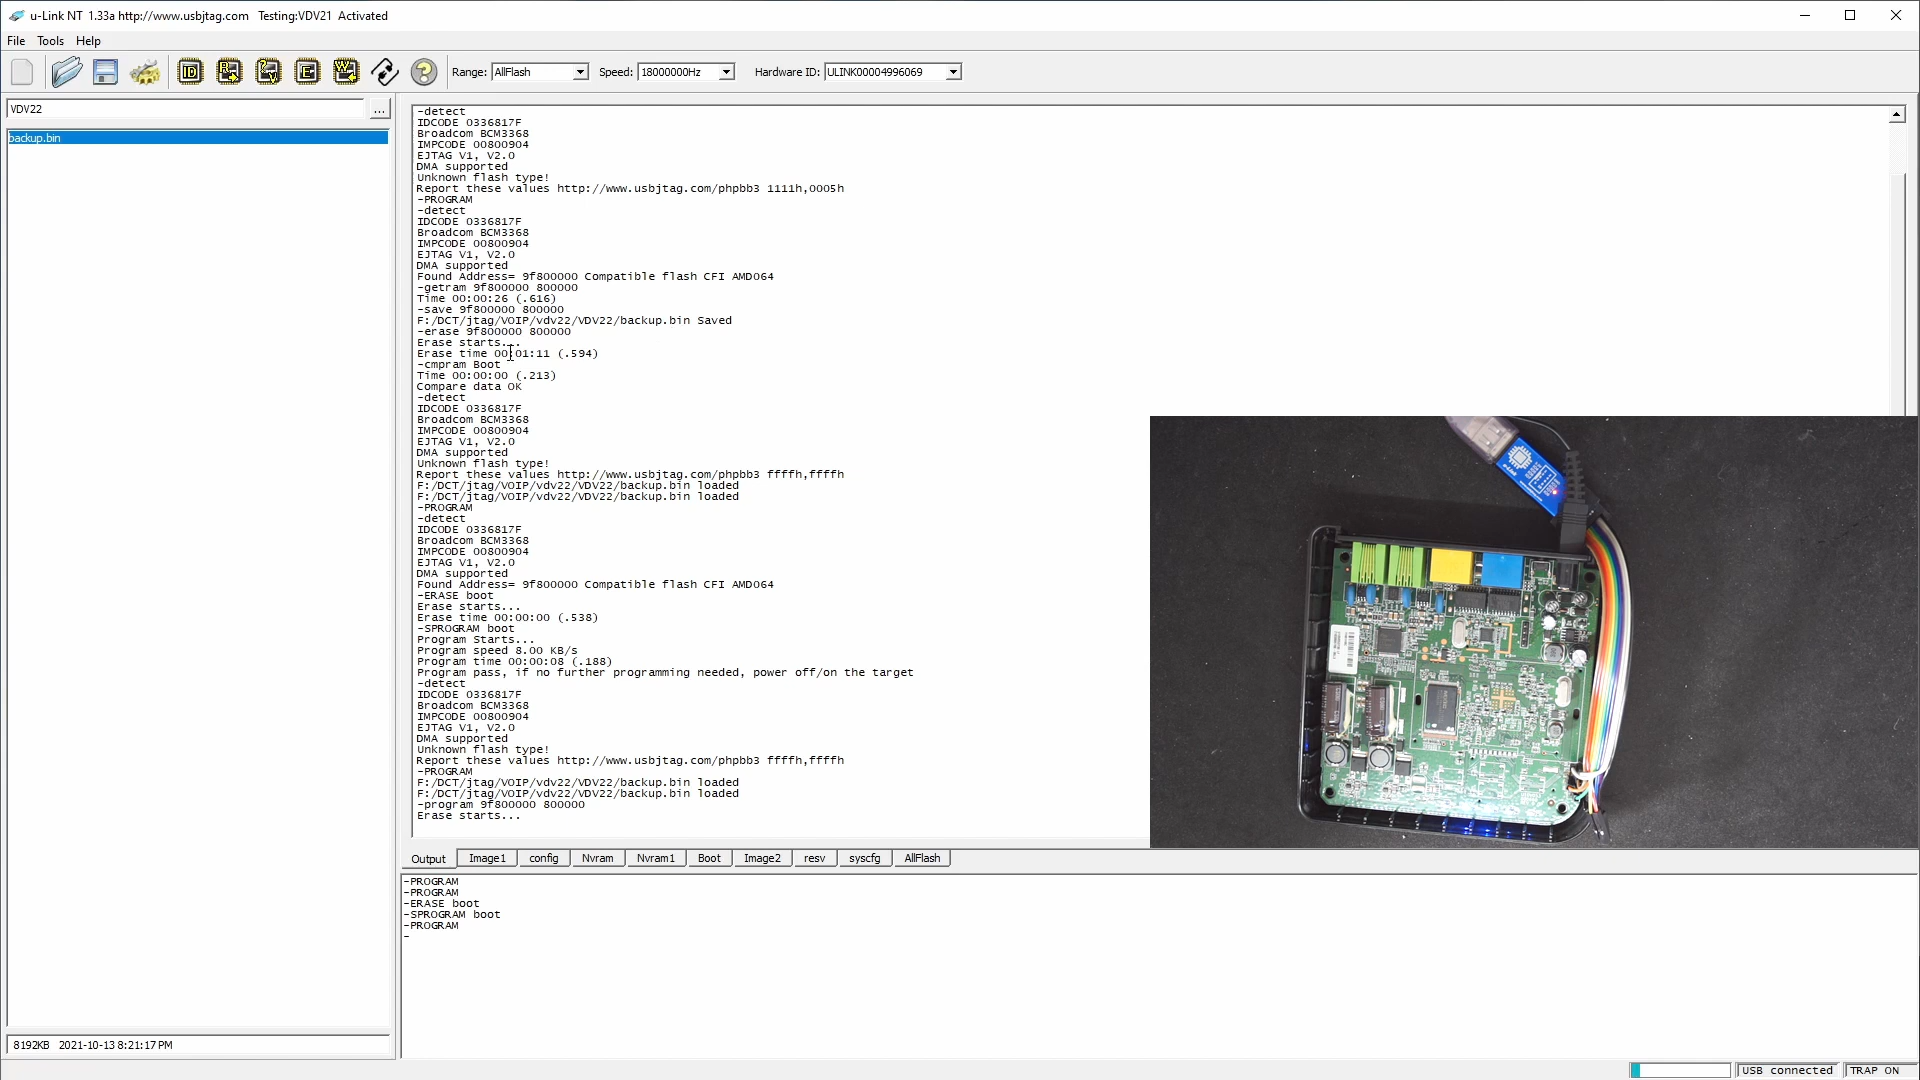 u-Link NT 1.33a http://www.usbjtag.com Testing:VDV21 Activated
File Tools Help
ID R V E W ? Range: AllFlash Speed: 18000000Hz Hardware ID: ULINK00004996069
VDV22 ...
backup.bin
-detect
IDCODE 0336817F
Broadcom BCM3368
IMPCODE 00800904
EJTAG V1, V2.0
DMA supported
Unknown flash type!
Report these values http://www.usbjtag.com/phpbb3 1111h,0005h
-PROGRAM
-detect
IDCODE 0336817F
Broadcom BCM3368
IMPCODE 00800904
EJTAG V1, V2.0
DMA supported
Found Address= 9f800000 Compatible flash CFI AMD064
-getram 9f800000 800000
Time 00:00:26 (.616)
-save 9f800000 800000
F:/DCT/jtag/VOIP/vdv22/VDV22/backup.bin Saved
-erase 9f800000 800000
Erase starts...
Erase time 00:01:11 (.594)
-cmpram Boot
Time 00:00:00 (.213)
Compare data OK
-detect
IDCODE 0336817F
Broadcom BCM3368
IMPCODE 00800904
EJTAG V1, V2.0
DMA supported
Unknown flash type!
Report these values http://www.usbjtag.com/phpbb3 ffffh,ffffh
F:/DCT/jtag/VOIP/vdv22/VDV22/backup.bin loaded
F:/DCT/jtag/VOIP/vdv22/VDV22/backup.bin loaded
-PROGRAM
-detect
IDCODE 0336817F
Broadcom BCM3368
IMPCODE 00800904
EJTAG V1, V2.0
DMA supported
Found Address= 9f800000 Compatible flash CFI AMD064
-ERASE boot
Erase starts...
Erase time 00:00:00 (.538)
-SPROGRAM boot
Program Starts...
Program speed 8.00 KB/s
Program time 00:00:08 (.188)
Program pass, if no further programming needed, power off/on the target
-detect
IDCODE 0336817F
Broadcom BCM3368
IMPCODE 00800904
EJTAG V1, V2.0
DMA supported
Unknown flash type!
Report these values http://www.usbjtag.com/phpbb3 ffffh,ffffh
-PROGRAM
F:/DCT/jtag/VOIP/vdv22/VDV22/backup.bin loaded
F:/DCT/jtag/VOIP/vdv22/VDV22/backup.bin loaded
-program 9f800000 800000
Erase starts...
Output Image1 config Nvram Nvram1 Boot Image2 resv syscfg AllFlash
-PROGRAM
-PROGRAM
-ERASE boot
-SPROGRAM boot
-PROGRAM
-
8192KB 2021-10-13 8:21:17 PM
USB connected TRAP ON